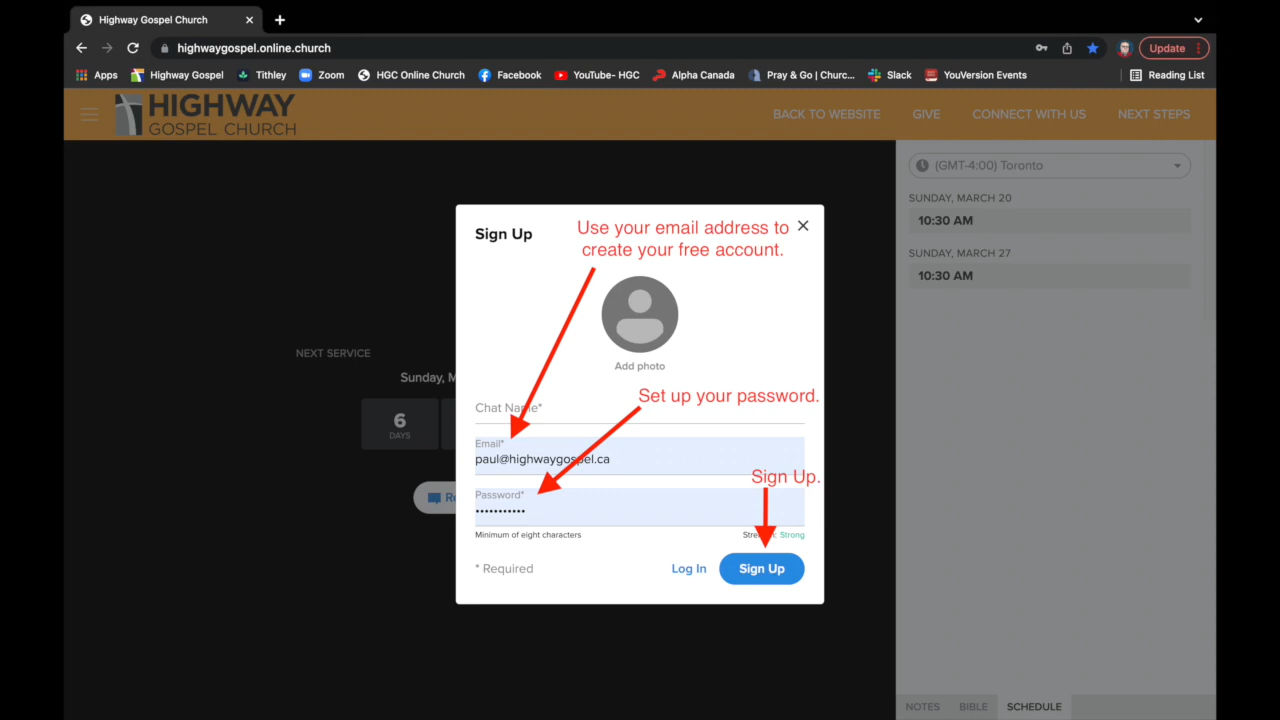 Highway Gospel Church
highwaygospel.online.church
Update
Apps
Highway Gospel
Tithley
Zoom
HGC Online Church
Facebook
YouTube- HGC
Alpha Canada
Pray & Go | Churc...
Slack
YouVersion Events
Reading List
HIGHWAY
GOSPEL CHURCH
BACK TO WEBSITE
GIVE
CONNECT WITH US
NEXT STEPS
(GMT-4:00) Toronto
SUNDAY, MARCH 20
10:30 AM
SUNDAY, MARCH 27
10:30 AM
NEXT SERVICE
Sunday, M
6
DAYS
Sign Up
Use your email address to
create your free account.
Add photo
Set up your password.
Chat Name*
Email*
paul@highwaygospel.ca
Sign Up.
Password*
•••••••••••
Minimum of eight characters
Strong
* Required
Log In
Sign Up
NOTES
BIBLE
SCHEDULE